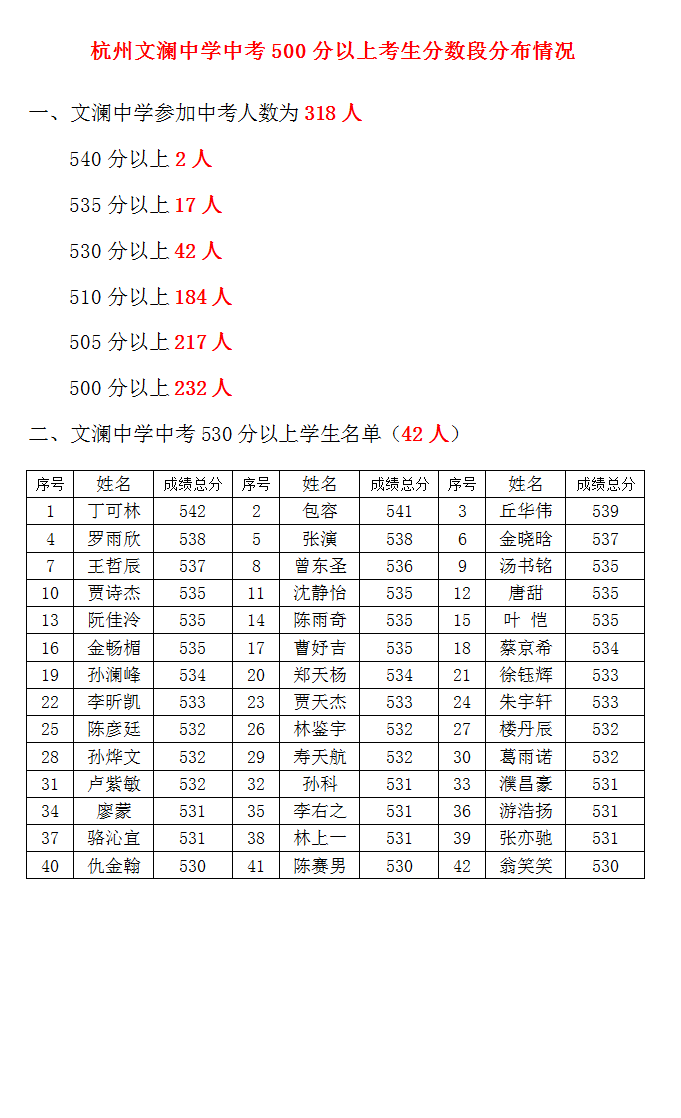 杭州文澜中学中考 500 分以上考生分数段分布情况
一、文澜中学参加中考人数为 318 人
540 分以上 2 人
535 分以上 17 人
530 分以上 42 人
510 分以上 184 人
505 分以上 217 人
500 分以上 232 人
二、文澜中学中考 530 分以上学生名单（42 人）
序号 姓名 成绩总分 序号 姓名 成绩总分 序号 姓名 成绩总分
1 丁可林 542 2 包容 541 3 丘华伟 539
4 罗雨欣 538 5 张演 538 6 金晓晗 537
7 王哲辰 537 8 曾东圣 536 9 汤书铭 535
10 贾诗杰 535 11 沈静怡 535 12 唐甜 535
13 阮佳泠 535 14 陈雨奇 535 15 叶 恺 535
16 金畅楣 535 17 曹妤吉 535 18 蔡京希 534
19 孙澜峰 534 20 郑天杨 534 21 徐钰辉 533
22 李昕凯 533 23 贾天杰 533 24 朱宇轩 533
25 陈彦廷 532 26 林鉴宇 532 27 楼丹辰 532
28 孙烨文 532 29 寿天航 532 30 葛雨诺 532
31 卢紫敏 532 32 孙科 531 33 濮昌豪 531
34 廖蒙 531 35 李右之 531 36 游浩扬 531
37 骆沁宜 531 38 林上一 531 39 张亦驰 531
40 仇金翰 530 41 陈赛男 530 42 翁笑笑 530